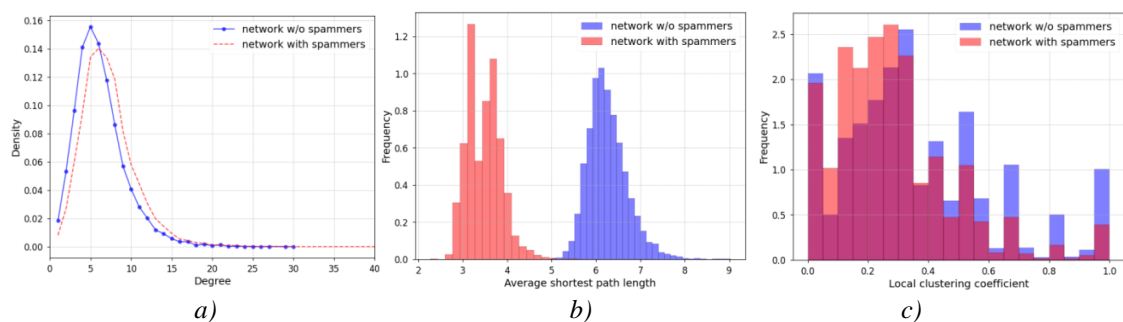 0.16
0.14
0.12
0.10
0.08
0.06
0.04
0.02
0.00
Density
network w/o spammers
network with spammers
0 5 10 15 20 25 30 35 40
Degree
a)
1.2
1.0
0.8
0.6
0.4
0.2
0.0
Frequency
network w/o spammers
network with spammers
2 3 4 5 6 7 8 9
Average shortest path length
b)
2.5
2.0
1.5
1.0
0.5
0.0
Frequency
network w/o spammers
network with spammers
0.0 0.2 0.4 0.6 0.8 1.0
Local clustering coefficient
c)